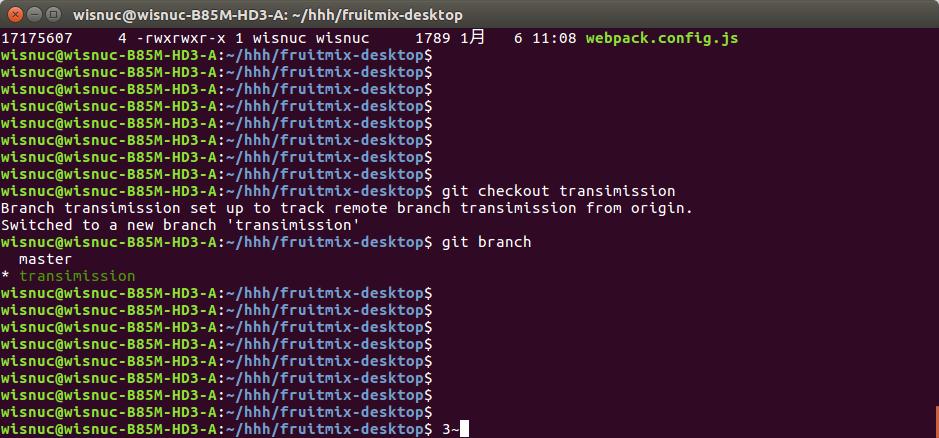 wisnuc@wisnuc-B85M-HD3-A: ~/hhh/fruitmix-desktop
17175607     4 -rwxrwxr-x 1 wisnuc wisnuc     1789 1月   6 11:08 webpack.config.js
wisnuc@wisnuc-B85M-HD3-A:~/hhh/fruitmix-desktop$
wisnuc@wisnuc-B85M-HD3-A:~/hhh/fruitmix-desktop$
wisnuc@wisnuc-B85M-HD3-A:~/hhh/fruitmix-desktop$
wisnuc@wisnuc-B85M-HD3-A:~/hhh/fruitmix-desktop$
wisnuc@wisnuc-B85M-HD3-A:~/hhh/fruitmix-desktop$
wisnuc@wisnuc-B85M-HD3-A:~/hhh/fruitmix-desktop$
wisnuc@wisnuc-B85M-HD3-A:~/hhh/fruitmix-desktop$
wisnuc@wisnuc-B85M-HD3-A:~/hhh/fruitmix-desktop$
wisnuc@wisnuc-B85M-HD3-A:~/hhh/fruitmix-desktop$ git checkout transimission
Branch transimission set up to track remote branch transimission from origin.
Switched to a new branch 'transimission'
wisnuc@wisnuc-B85M-HD3-A:~/hhh/fruitmix-desktop$ git branch
  master
* transimission
wisnuc@wisnuc-B85M-HD3-A:~/hhh/fruitmix-desktop$
wisnuc@wisnuc-B85M-HD3-A:~/hhh/fruitmix-desktop$
wisnuc@wisnuc-B85M-HD3-A:~/hhh/fruitmix-desktop$
wisnuc@wisnuc-B85M-HD3-A:~/hhh/fruitmix-desktop$
wisnuc@wisnuc-B85M-HD3-A:~/hhh/fruitmix-desktop$
wisnuc@wisnuc-B85M-HD3-A:~/hhh/fruitmix-desktop$
wisnuc@wisnuc-B85M-HD3-A:~/hhh/fruitmix-desktop$
wisnuc@wisnuc-B85M-HD3-A:~/hhh/fruitmix-desktop$
wisnuc@wisnuc-B85M-HD3-A:~/hhh/fruitmix-desktop$ 3~